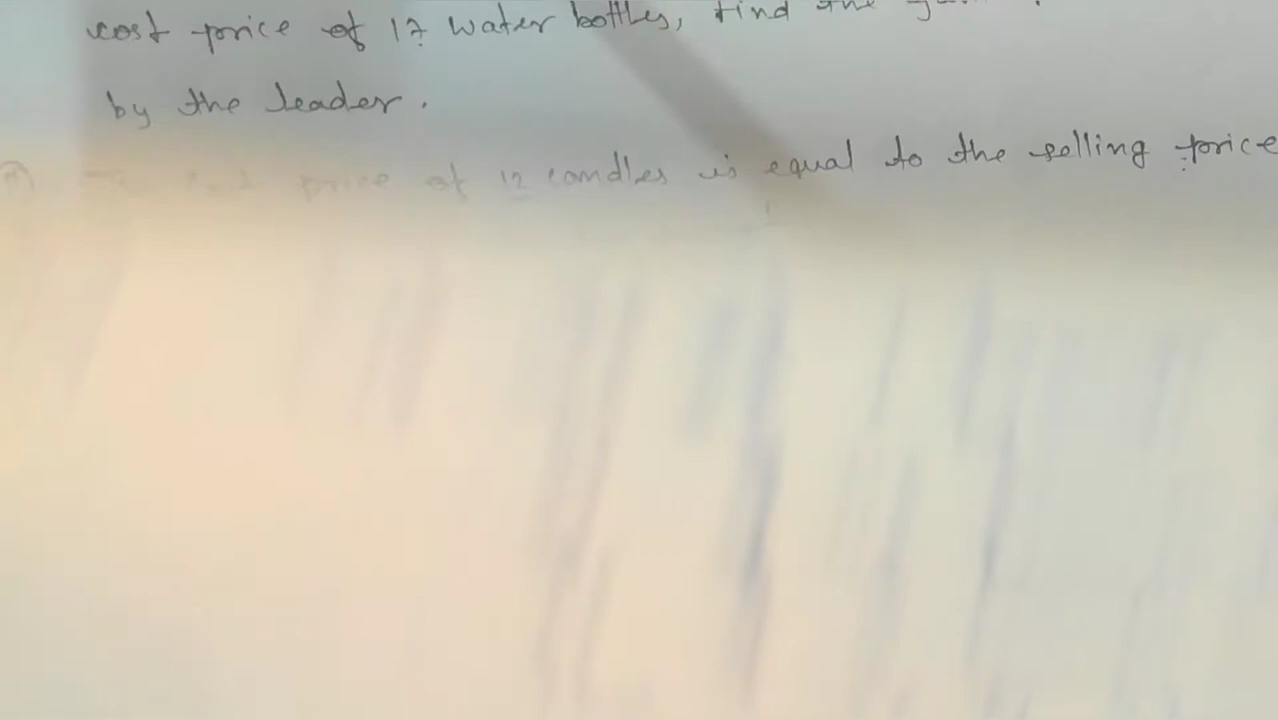 cost price of 17 water bottles, find the
by the leader.
price of 12 candles is equal to the selling price